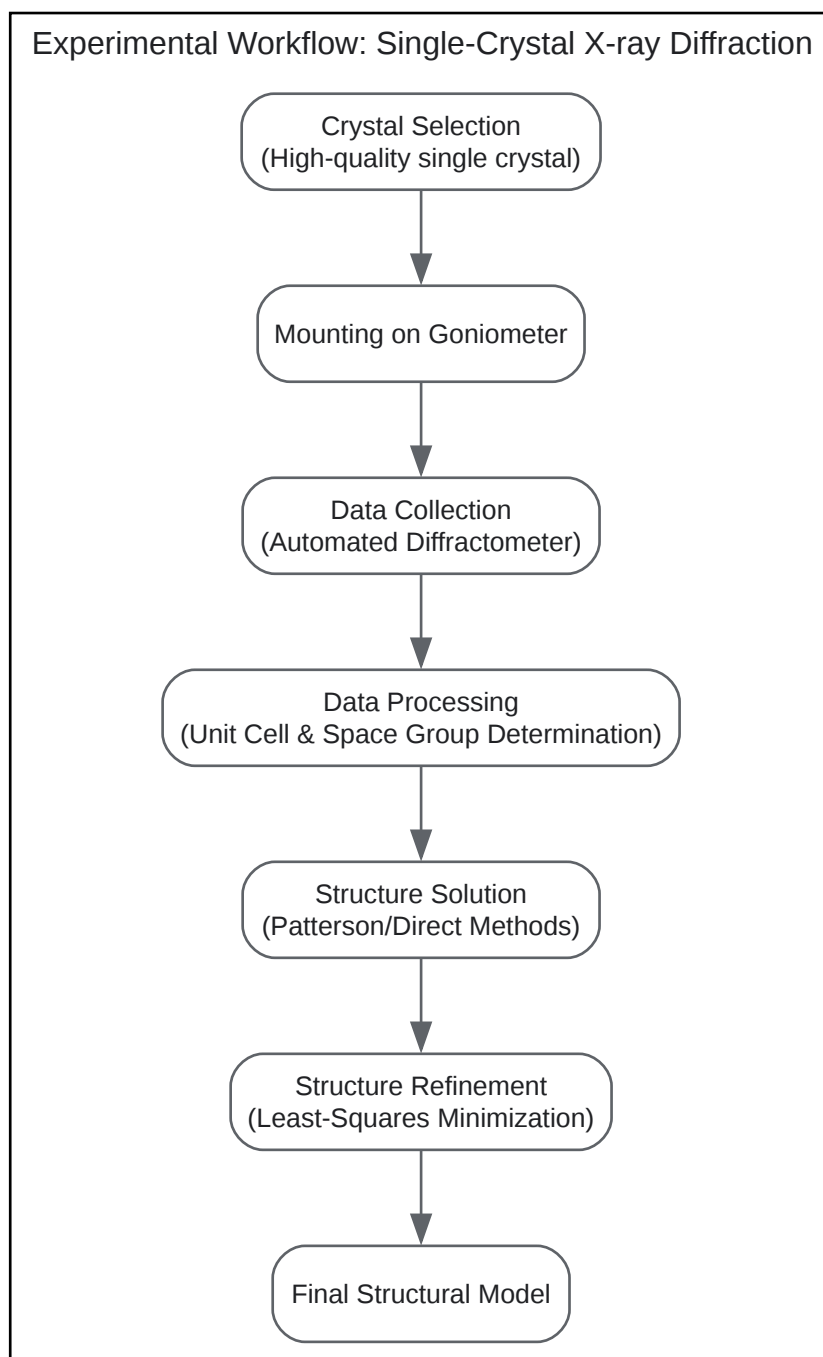 Experimental Workflow: Single-Crystal X-ray Diffraction
Crystal Selection
(High-quality single crystal)
Mounting on Goniometer
Data Collection
(Automated Diffractometer)
Data Processing
(Unit Cell & Space Group Determination)
Structure Solution
(Patterson/Direct Methods)
Structure Refinement
(Least-Squares Minimization)
Final Structural Model